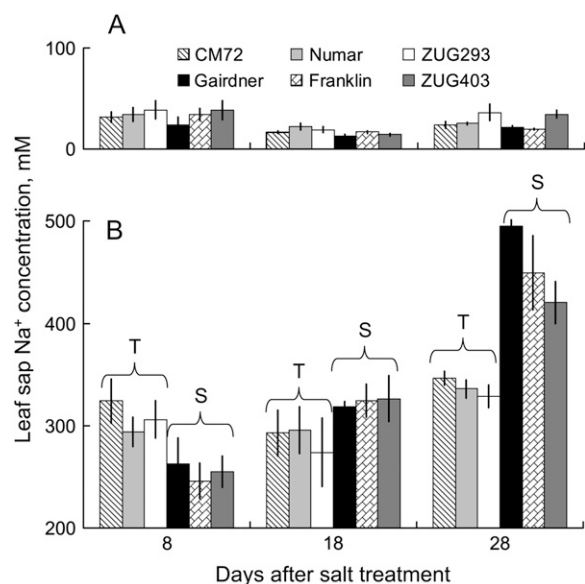 A
CM72 Numar ZUG293
Gairdner Franklin ZUG403
100
0
Leaf sap Na⁺ concentration, mM
B
500
400
300
200
T
S
T
S
T
S
8 18 28
Days after salt treatment